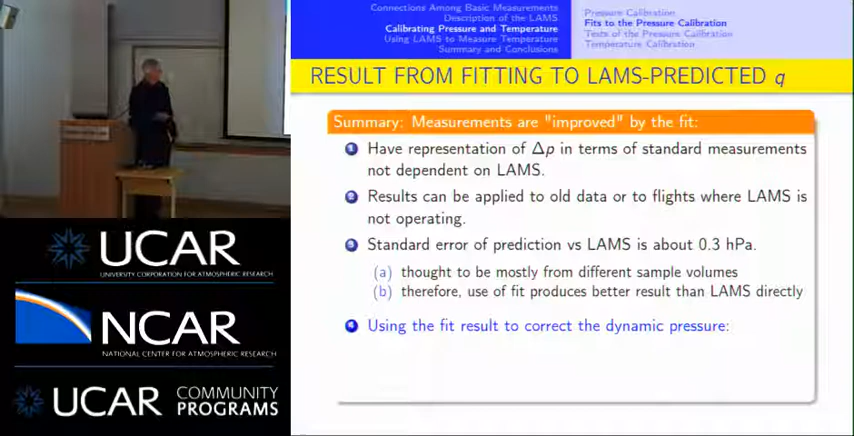 Connections Among Basic Measurements
Description of the LAMS
Calibrating Pressure and Temperature
Using LAMS to Measure Temperature
Summary and Conclusions
Pressure Calibration
Fits to the Pressure Calibration
Tests of the Pressure Calibration
Temperature Calibration
RESULT FROM FITTING TO LAMS-PREDICTED q
Summary: Measurements are "improved" by the fit:
1 Have representation of Δp in terms of standard measurements
not dependent on LAMS.
2 Results can be applied to old data or to flights where LAMS is
not operating.
3 Standard error of prediction vs LAMS is about 0.3 hPa.
(a) thought to be mostly from different sample volumes
(b) therefore, use of fit produces better result than LAMS directly
4 Using the fit result to correct the dynamic pressure:
UCAR
UNIVERSITY CORPORATION FOR ATMOSPHERIC RESEARCH
NCAR
NATIONAL CENTER FOR ATMOSPHERIC RESEARCH
UCAR COMMUNITY
PROGRAMS